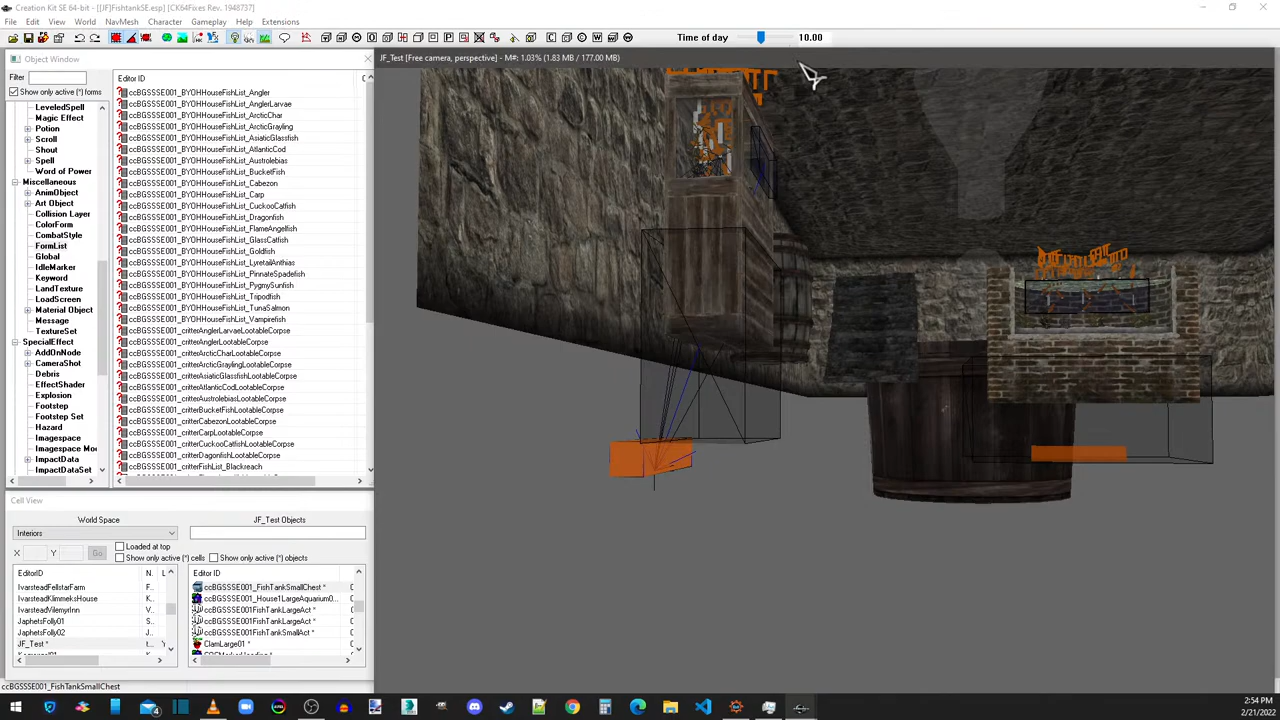 Creation Kit SE 64-bit - [[JF]FishtankSE.esp] [CK64Fixes Rev. 1948737]
File Edit View World NavMesh Character Gameplay Help Extensions
Time of day 10.00
Object Window
JF_Test [Free camera, perspective] - M#: 1.03% (1.83 MB / 177.00 MB)
Filter
Show only active (*) forms
LeveledSpell
Magic Effect
Potion
Scroll
Shout
Spell
Word of Power
Miscellaneous
AnimObject
Art Object
Collision Layer
ColorForm
CombatStyle
FormList
Global
IdleMarker
Keyword
LandTexture
LoadScreen
Material Object
Message
TextureSet
SpecialEffect
AddOnNode
CameraShot
Debris
EffectShader
Explosion
Footstep
Footstep Set
Hazard
Imagespace
Imagespace Mo
ImpactData
ImpactDataSet
Editor ID
ccBGSSSE001_BYOHHouseFishList_Angler
ccBGSSSE001_BYOHHouseFishList_AnglerLarvae
ccBGSSSE001_BYOHHouseFishList_ArcticChar
ccBGSSSE001_BYOHHouseFishList_ArcticGrayling
ccBGSSSE001_BYOHHouseFishList_AsiaticGlassfish
ccBGSSSE001_BYOHHouseFishList_AtlanticCod
ccBGSSSE001_BYOHHouseFishList_Austrolebias
ccBGSSSE001_BYOHHouseFishList_BucketFish
ccBGSSSE001_BYOHHouseFishList_Cabezon
ccBGSSSE001_BYOHHouseFishList_Carp
ccBGSSSE001_BYOHHouseFishList_CuckooCatfish
ccBGSSSE001_BYOHHouseFishList_Dragonfish
ccBGSSSE001_BYOHHouseFishList_FlameAngelfish
ccBGSSSE001_BYOHHouseFishList_GlassCatfish
ccBGSSSE001_BYOHHouseFishList_Goldfish
ccBGSSSE001_BYOHHouseFishList_LyretailAnthias
ccBGSSSE001_BYOHHouseFishList_PinnateSpadefish
ccBGSSSE001_BYOHHouseFishList_PygmySunfish
ccBGSSSE001_BYOHHouseFishList_Tripodfish
ccBGSSSE001_BYOHHouseFishList_TunaSalmon
ccBGSSSE001_BYOHHouseFishList_Vampirefish
ccBGSSSE001_critterAnglerLarvaeLootableCorpse
ccBGSSSE001_critterAnglerLootableCorpse
ccBGSSSE001_critterArcticCharLootableCorpse
ccBGSSSE001_critterArcticGraylingLootableCorpse
ccBGSSSE001_critterAsiaticGlassfishLootableCorpse
ccBGSSSE001_critterAtlanticCodLootableCorpse
ccBGSSSE001_critterAustrolebiasLootableCorpse
ccBGSSSE001_critterBucketFishLootableCorpse
ccBGSSSE001_critterCabezonLootableCorpse
ccBGSSSE001_critterCarpLootableCorpse
ccBGSSSE001_critterCuckooCatfishLootableCorpse
ccBGSSSE001_critterDragonfishLootableCorpse
ccBGSSSE001_critterFishList_Blackreach
Cell View
World Space
Interiors
X Y Go
Loaded at top
Show only active (*) cells
EditorID N. L
IvarsteadFellstarFarm F...
IvarsteadKlimmeksHouse K...
IvarsteadVilemyrInn V...
JaphetsFolly01 J...
JaphetsFolly02 J...
JF_Test * t...
JF_Test Objects
Show only active (*) objects
Editor ID
ccBGSSSE001_FishTankSmallChest *
ccBGSSSE001_House1LargeAquarium0...
ccBGSSSE001FishTankLargeAct *
ccBGSSSE001FishTankLargeAct *
ccBGSSSE001FishTankSmallAct *
ClamLarge01 *
ccBGSSSE001_FishTankSmallChest
2:54 PM
2/21/2022